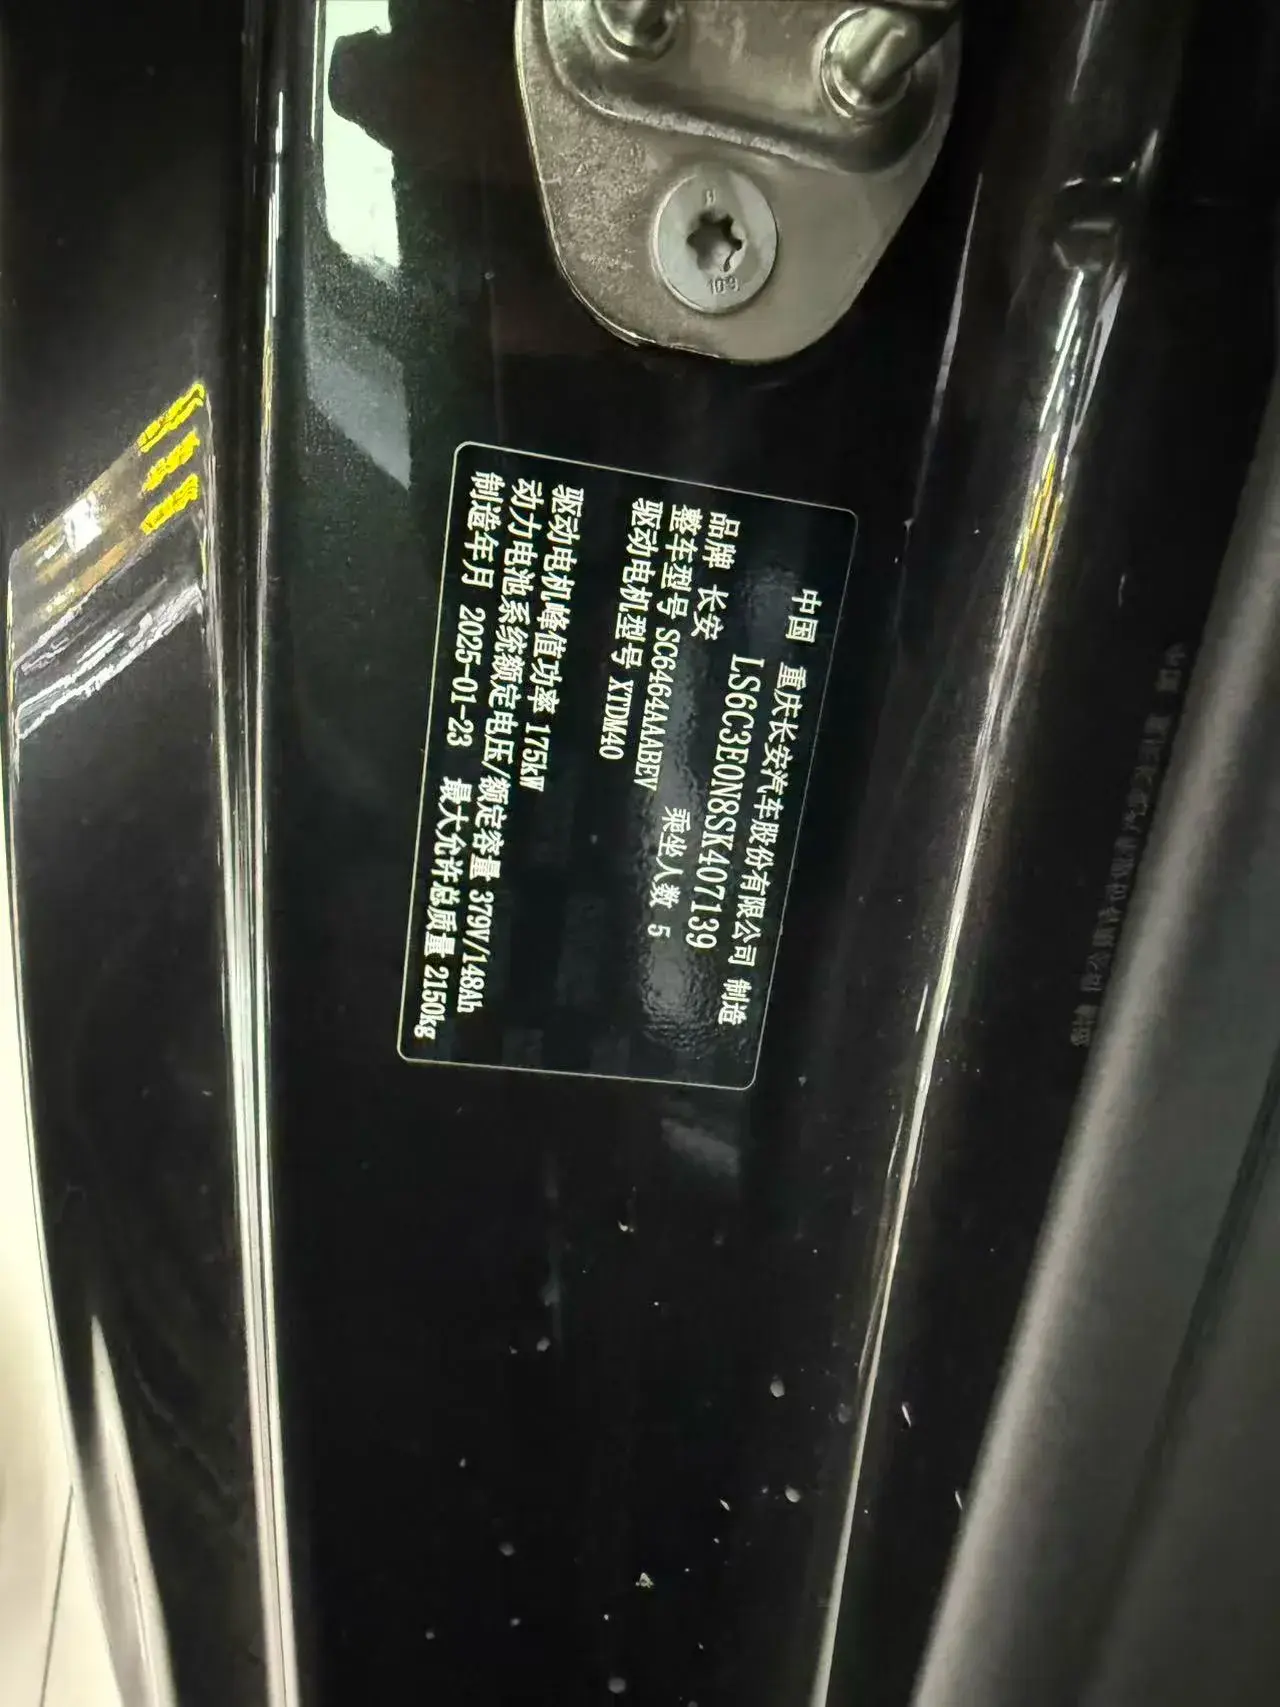 中国 重庆长安汽车股份有限公司 制造
LS6C3E0N8SK407139
品牌 长安
整车型号 SC6464AAABEV 乘坐人数 5
驱动电机型号 XTDM40
驱动电机峰值功率 175kW
动力电池系统额定电压/额定容量 379V/148Ah
制造年月 2025-01-23 最大允许总质量 2150kg